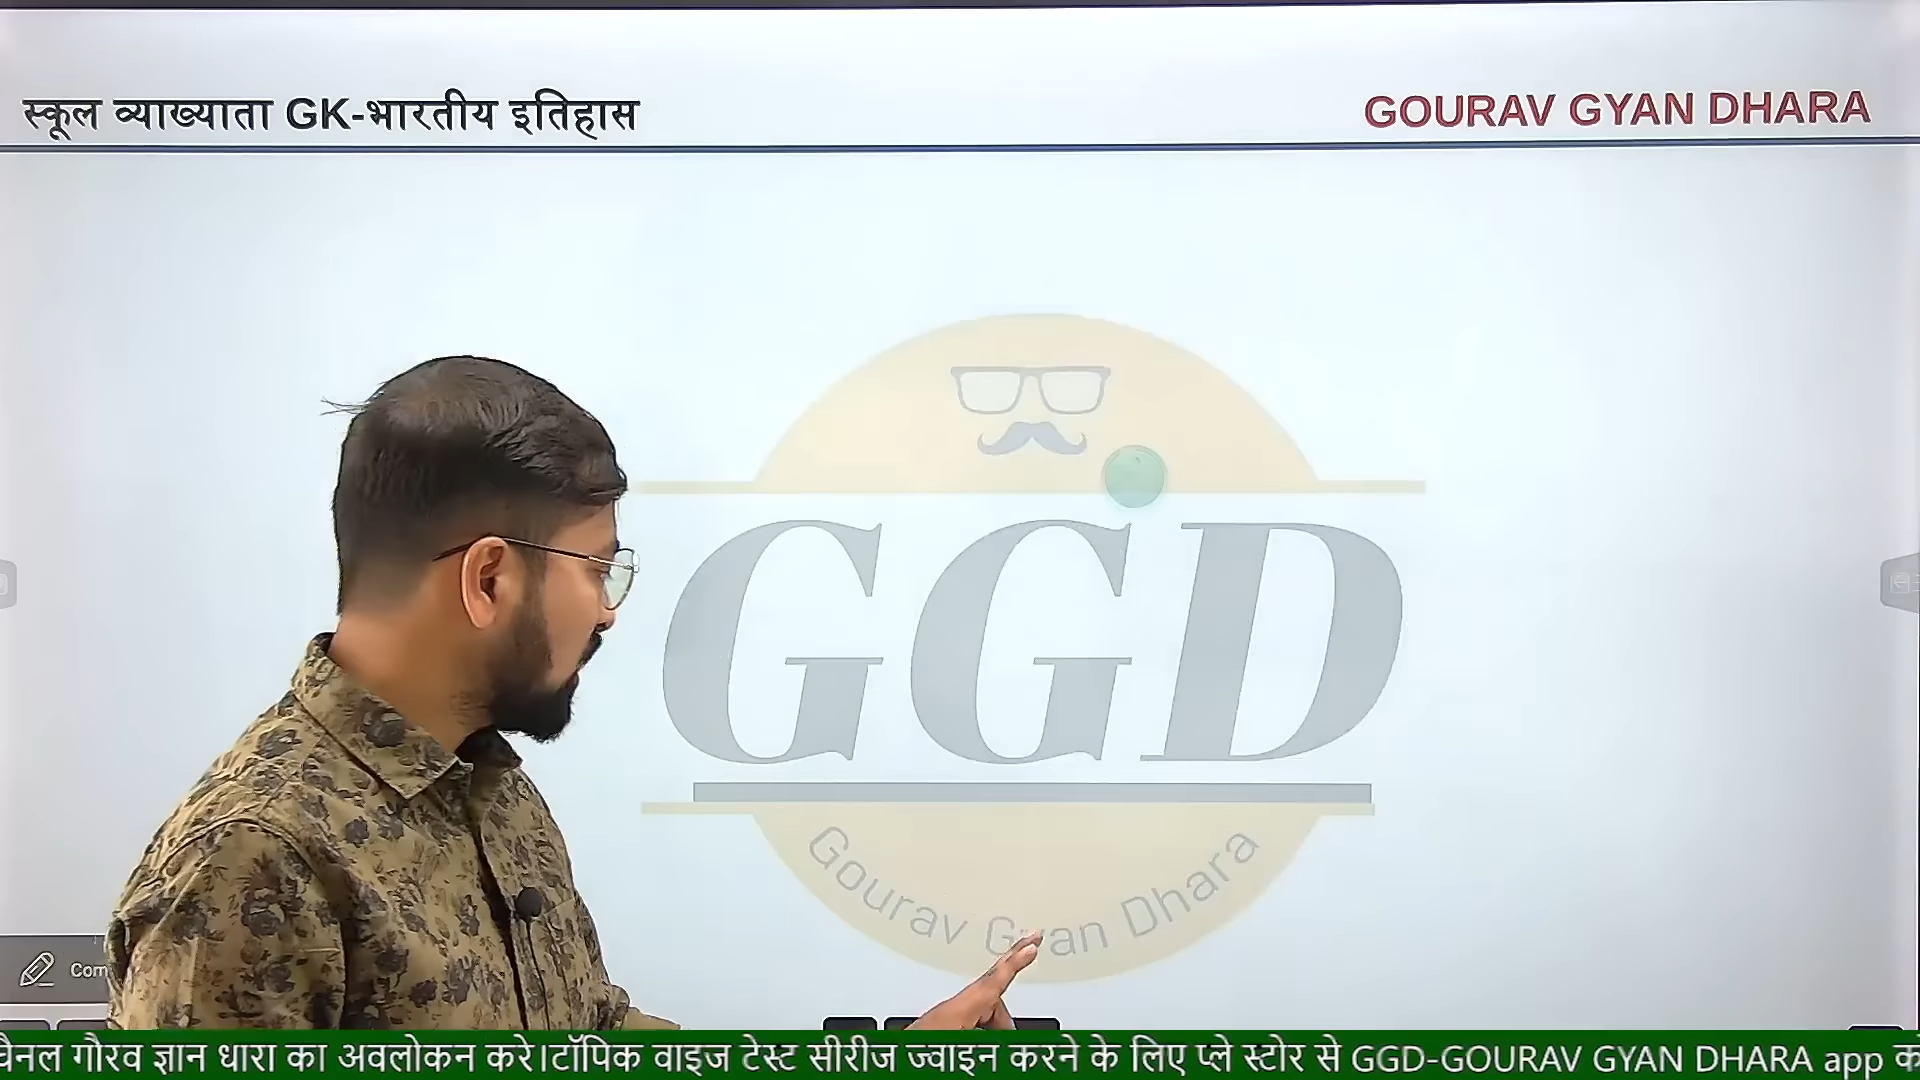 स्कूल व्याख्याता GK-भारतीय इतिहास
GOURAV GYAN DHARA
GGD
Gourav Gyan Dhara
Com
गौरव ज्ञान धारा का अवलोकन करे।टॉपिक वाइज टेस्ट सीरीज ज्वाइन करने के लिए प्ले स्टोर से GGD-GOURAV GYAN DHARA app